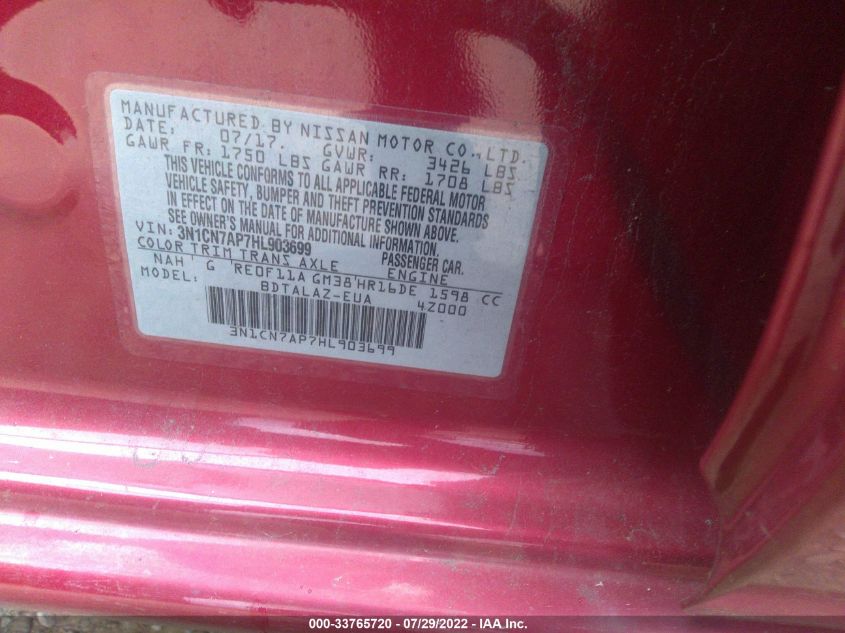 MANUFACTURED BY NISSAN MOTOR CO., LTD.
DATE: 07/17. GVWR: 3426 LBS
GAWR FR: 1750 LBS GAWR RR: 1708 LBS
THIS VEHICLE CONFORMS TO ALL APPLICABLE FEDERAL MOTOR
VEHICLE SAFETY, BUMPER AND THEFT PREVENTION STANDARDS
IN EFFECT ON THE DATE OF MANUFACTURE SHOWN ABOVE.
SEE OWNER'S MANUAL FOR ADDITIONAL INFORMATION.
VIN: 3N1CN7AP7HL903699 PASSENGER CAR.
COLOR TRIM TRANS AXLE ENGINE
NAH' G RE0F11A GM38'HR16DE 1598 CC
MODEL: BDTALAZ-EUA 4Z000
3N1CN7AP7HL903699
000-33765720 / 07/29/2022 - IAA Inc.